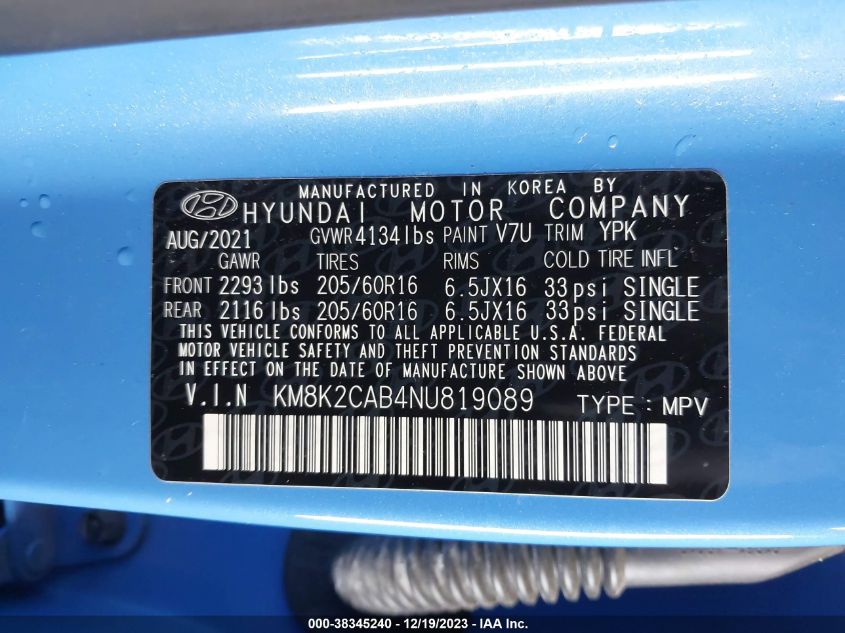 MANUFACTURED IN KOREA BY
HYUNDAI MOTOR COMPANY
AUG/2021 GVWR 4134lbs PAINT V7U TRIM YPK
GAWR TIRES RIMS COLD TIRE INFL
FRONT 2293lbs 205/60R16 6.5JX16 33psi SINGLE
REAR 2116lbs 205/60R16 6.5JX16 33psi SINGLE
THIS VEHICLE CONFORMS TO ALL APPLICABLE U.S.A. FEDERAL
MOTOR VEHICLE SAFETY AND THEFT PREVENTION STANDARDS
IN EFFECT ON THE DATE OF MANUFACTURE SHOWN ABOVE
V.I.N KM8K2CAB4NU819089 TYPE : MPV
000-38345240 - 12/19/2023 - IAA Inc.